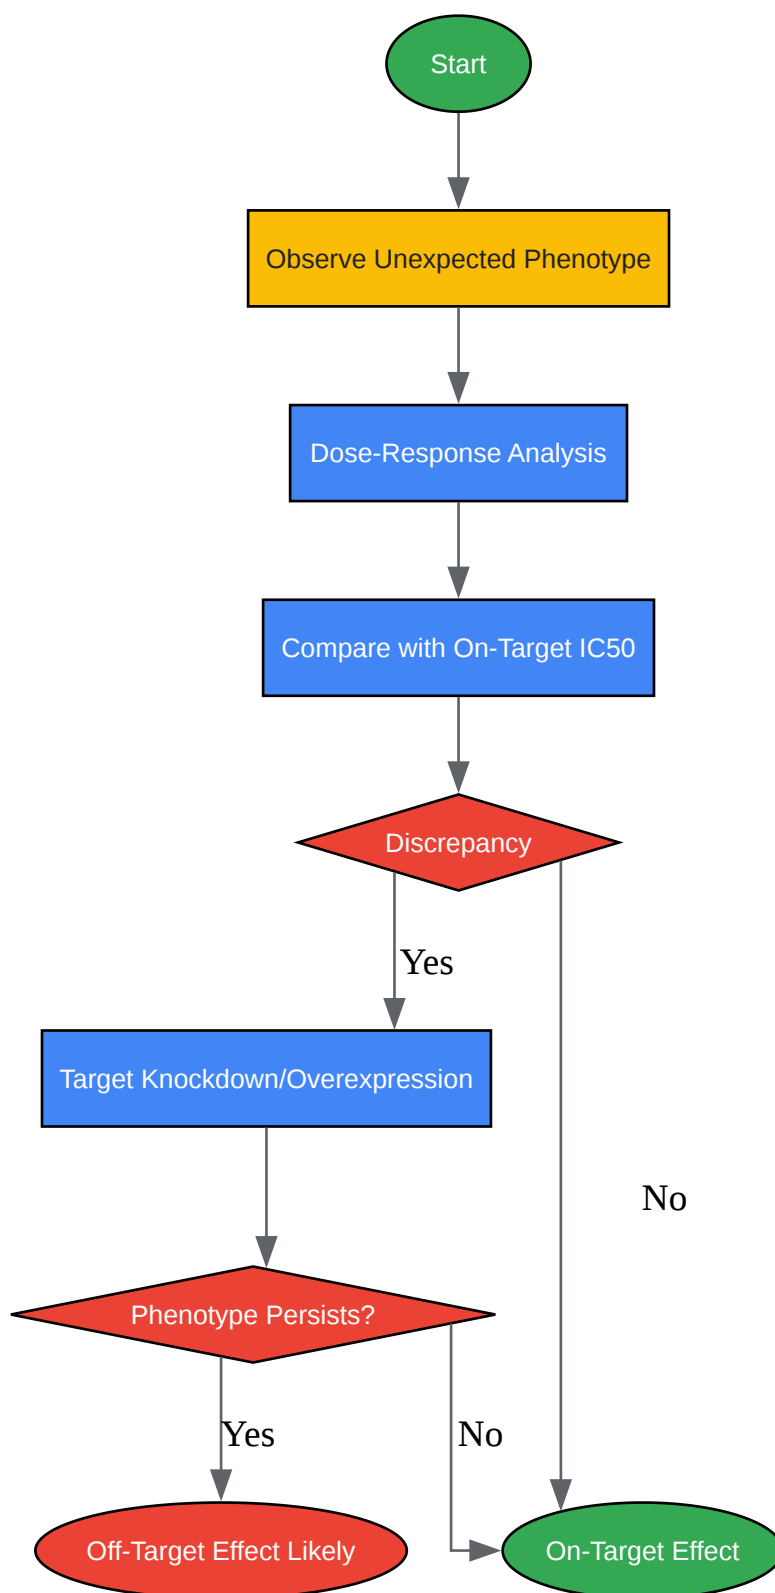 Start
Observe Unexpected Phenotype
Dose-Response Analysis
Compare with On-Target IC50
Discrepancy
Yes
Target Knockdown/Overexpression
No
Phenotype Persists?
Yes
No
Off-Target Effect Likely
On-Target Effect